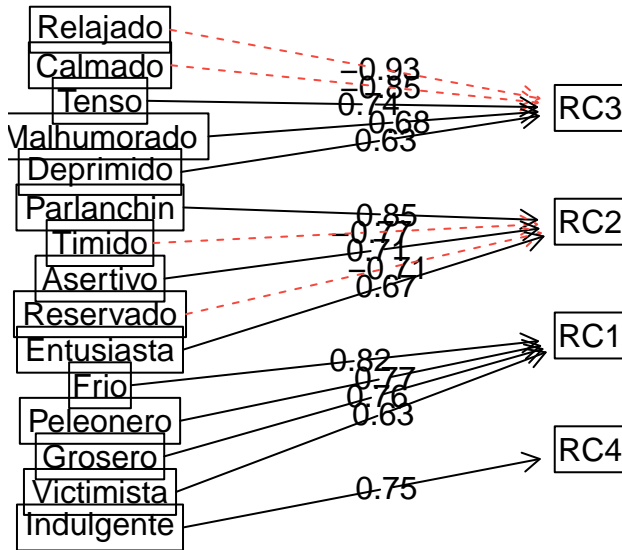 Relajado
Calmado
Tenso
Malhumorado
Deprimido
Parlanchin
Timido
Asertivo
Reservado
Entusiasta
Frio
Peleonero
Grosero
Victimista
Indulgente
−0.93
−0.85
0.74
0.68
0.63
0.85
−0.77
0.71
−0.71
0.67
0.82
0.77
0.76
0.63
0.75
RC3
RC2
RC1
RC4